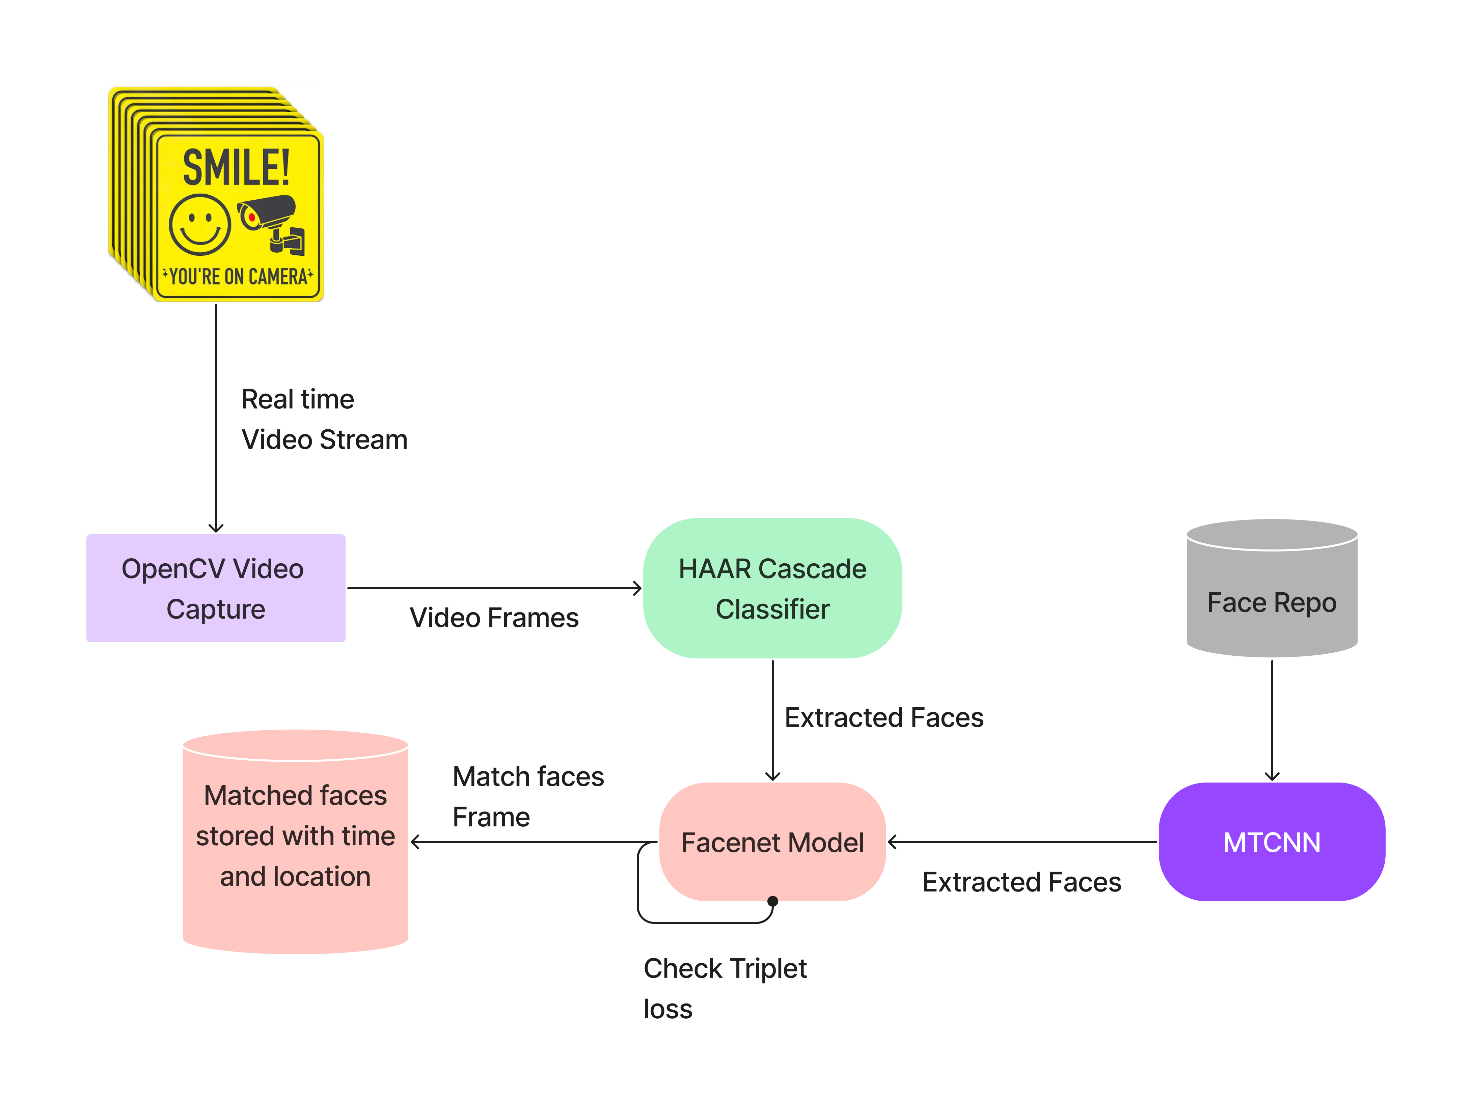 SMILE!
YOU'RE ON CAMERA
Real time
Video Stream
OpenCV Video
Capture
Video Frames
HAAR Cascade
Classifier
Face Repo
Extracted Faces
Matched faces
stored with time
and location
Match faces
Frame
Facenet Model
Extracted Faces
MTCNN
Check Triplet
loss